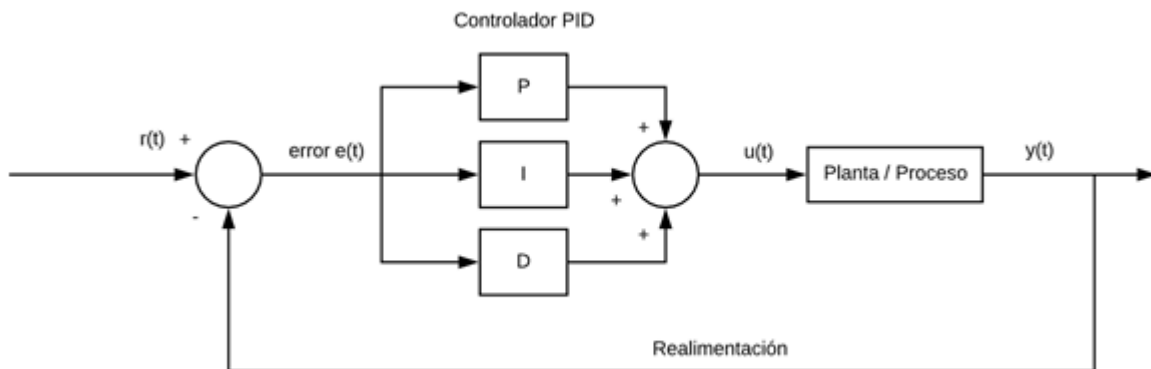 Controlador PID
P
r(t)
+
error e(t)
+
u(t)
y(t)
I
Planta / Proceso
-
+
+
D
Realimentación